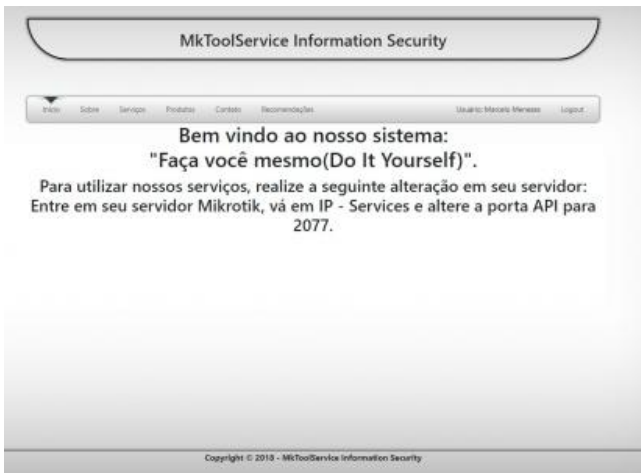 MkToolService Information Security
Início Sobre Serviços Produtos Contato Recomendações Usuário: Marcelo Menezes Logout
Bem vindo ao nosso sistema:
"Faça você mesmo(Do It Yourself)".
Para utilizar nossos serviços, realize a seguinte alteração em seu servidor:
Entre em seu servidor Mikrotik, vá em IP - Services e altere a porta API para
2077.
Copyright © 2018 - MkToolService Information Security